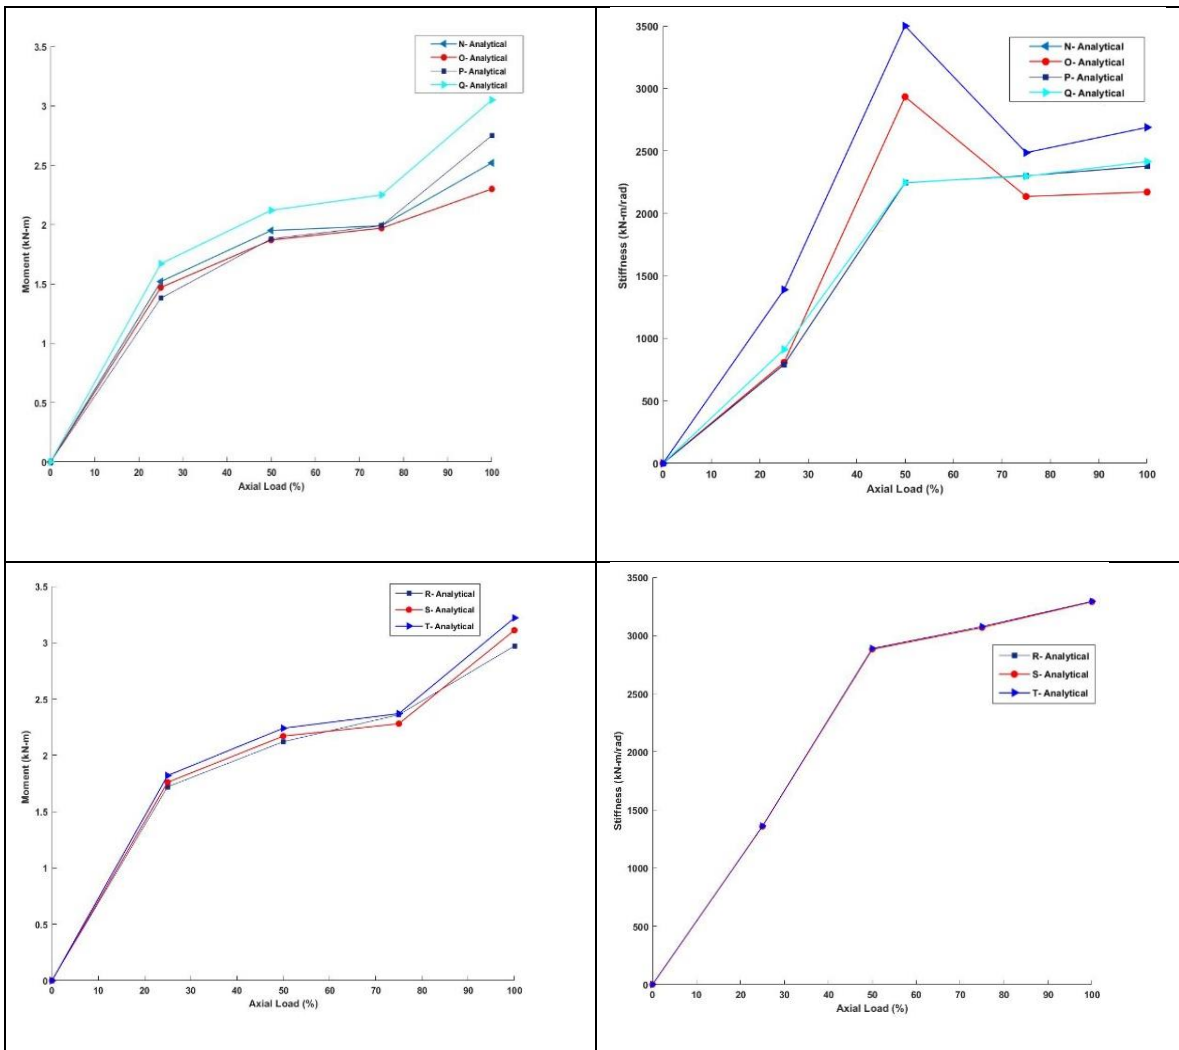 3.5
3
2.5
2
1.5
1
0.5
0
Moment (kN-m)
0 10 20 30 40 50 60 70 80 90 100
Axial Load (%)
N- Analytical
O- Analytical
P- Analytical
Q- Analytical
3500
3000
2500
2000
1500
1000
500
0
Stiffness (kN-m/rad)
0 10 20 30 40 50 60 70 80 90 100
Axial Load (%)
N- Analytical
O- Analytical
P- Analytical
Q- Analytical
3.5
3
2.5
2
1.5
1
0.5
0
Moment (kN-m)
0 10 20 30 40 50 60 70 80 90 100
Axial Load (%)
R- Analytical
S- Analytical
T- Analytical
3500
3000
2500
2000
1500
1000
500
0
Stiffness (kN-m/rad)
0 10 20 30 40 50 60 70 80 90 100
Axial Load (%)
R- Analytical
S- Analytical
T- Analytical